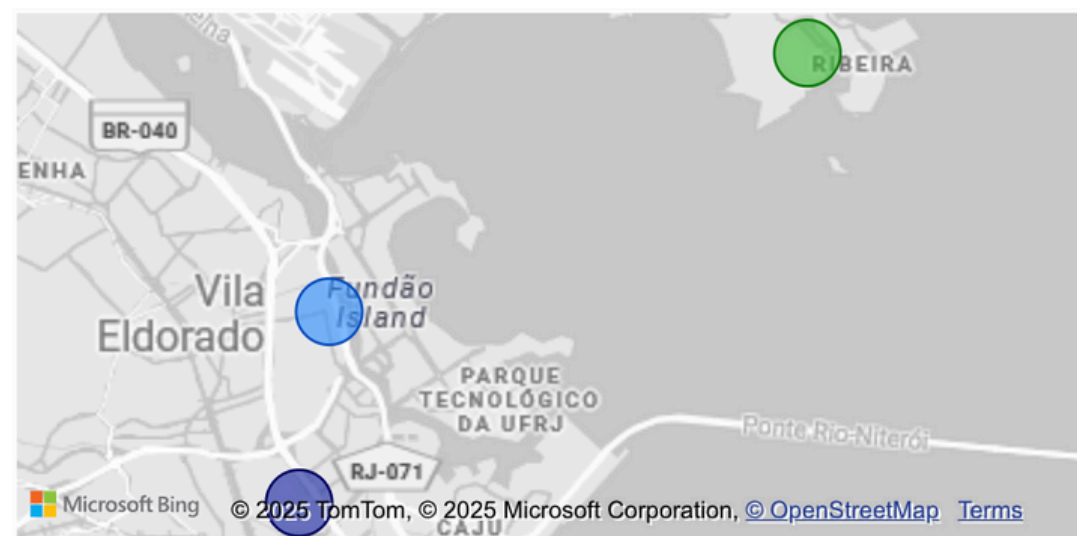 elha
RIBEIRA
BR-040
ENHA
Vila
Eldorado
Fundão
Island
PARQUE
TECNOLÓGICO
DA UFRJ
Ponte Rio-Niterói
RJ-071
Microsoft Bing
© 2025 TomTom, © 2025 Microsoft Corporation, © OpenStreetMap Terms
CAJU